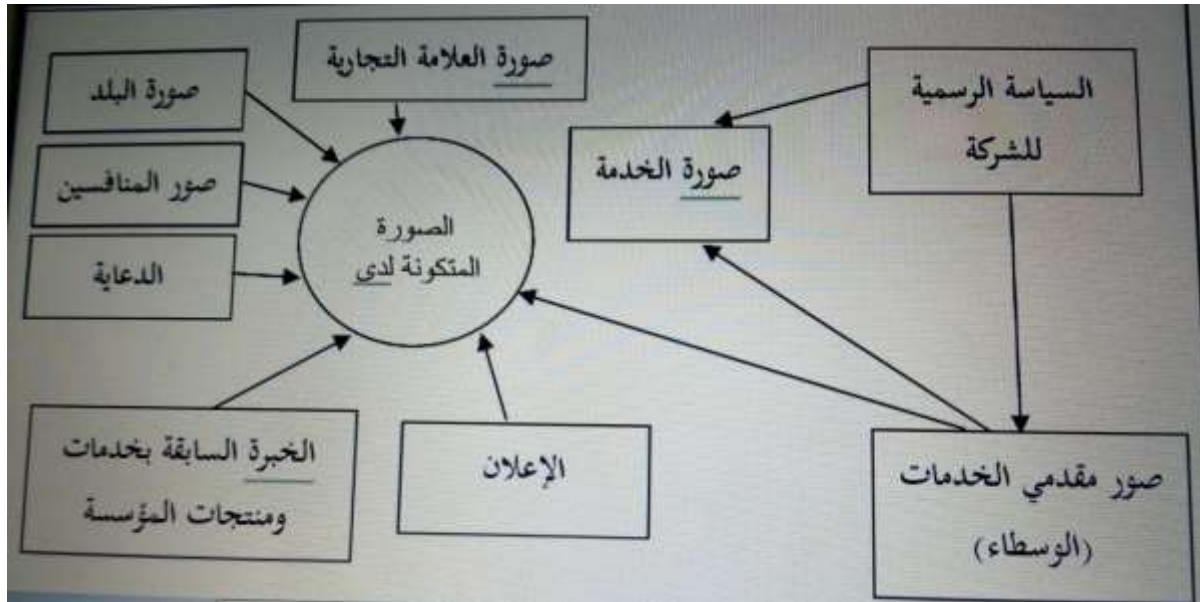 صورة العلامة التجارية
السياسة الرسمية
للشركة
صورة البلد
صورة الخدمة
صور المنافسين
الصورة
المتكونة لدى
الدعاية
الخبرة السابقة بخدمات
ومنتجات المؤسسة
الإعلان
صور مقدمي الخدمات
(الوسطاء)